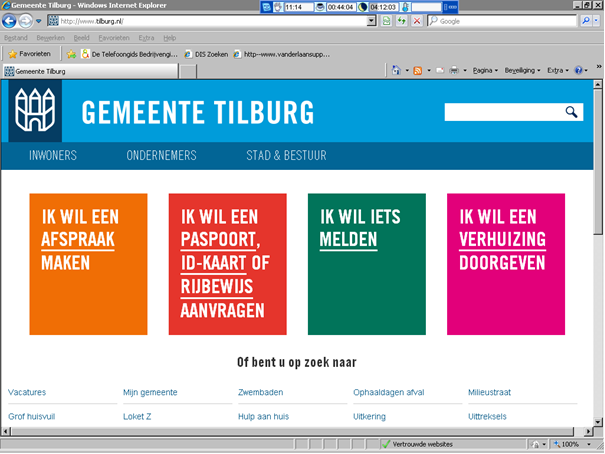 Gemeente Tilburg - Windows Internet Explorer
11:14 00:44:04 04:12:03
http://www.tilburg.nl/
Google
Bestand Bewerken Beeld Favorieten Extra Help
Favorieten De Telefoongids Bedrijvengi... DIS Zoeken http--www.vanderlaansupp...
Gemeente Tilburg
Pagina Beveiliging Extra
GEMEENTE TILBURG
INWONERS ONDERNEMERS STAD & BESTUUR
IK WIL EEN
AFSPRAAK
MAKEN
IK WIL EEN
PASPOORT,
ID-KAART OF
RIJBEWIJS
AANVRAGEN
IK WIL IETS
MELDEN
IK WIL EEN
VERHUIZING
DOORGEVEN
Of bent u op zoek naar
Vacatures Mijn gemeente Zwembaden Ophaaldagen afval Milieustraat
Grof huisvuil Loket Z Hulp aan huis Uitkering Uittreksels
Vertrouwde websites 100%